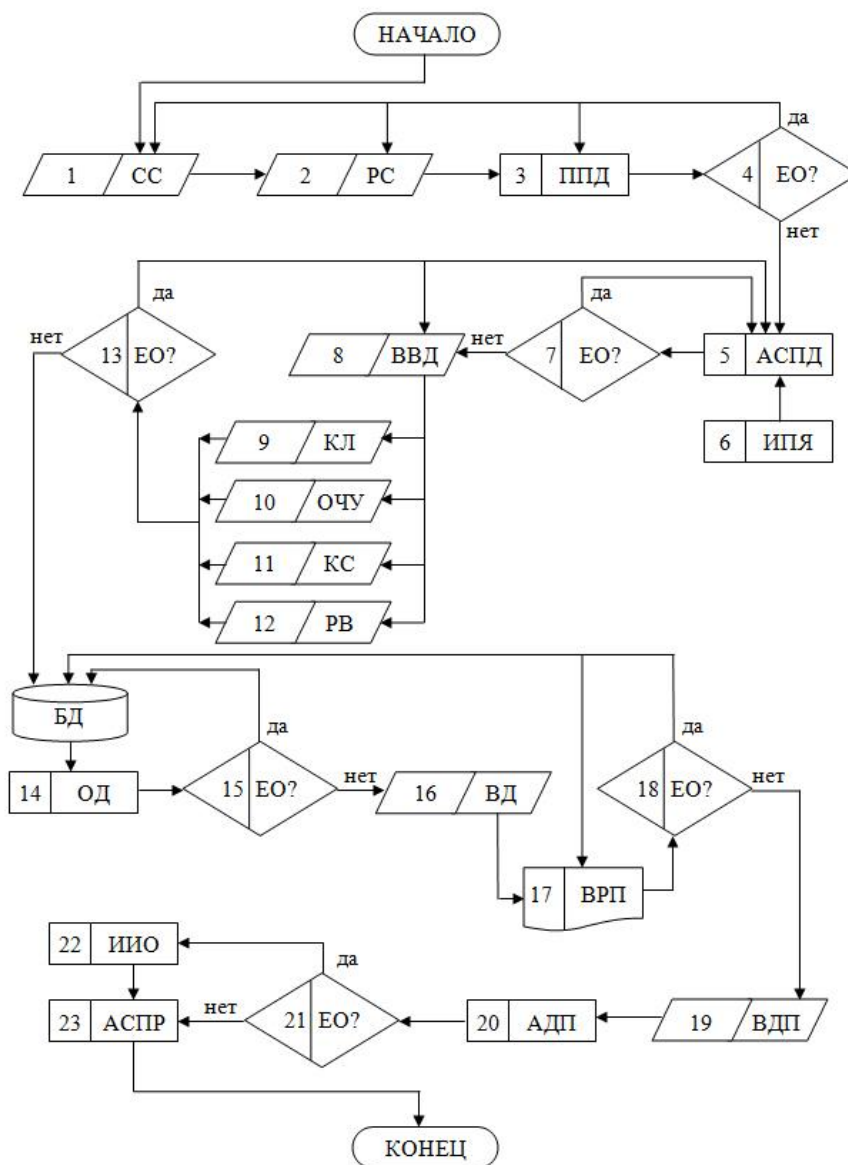 НАЧАЛО
да
1 СС
2 РС
3 ППД
4 ЕО?
нет
да
да
нет
13 ЕО?
8 ВВД
нет
7 ЕО?
5 АСПД
6 ИПЯ
9 КЛ
10 ОЧУ
11 КС
12 РВ
БД
да
да
14 ОД
15 ЕО?
нет
16 ВД
18 ЕО?
нет
17 ВРП
22 ИИО
да
23 АСПР
нет
21 ЕО?
20 АДП
19 ВДП
КОНЕЦ